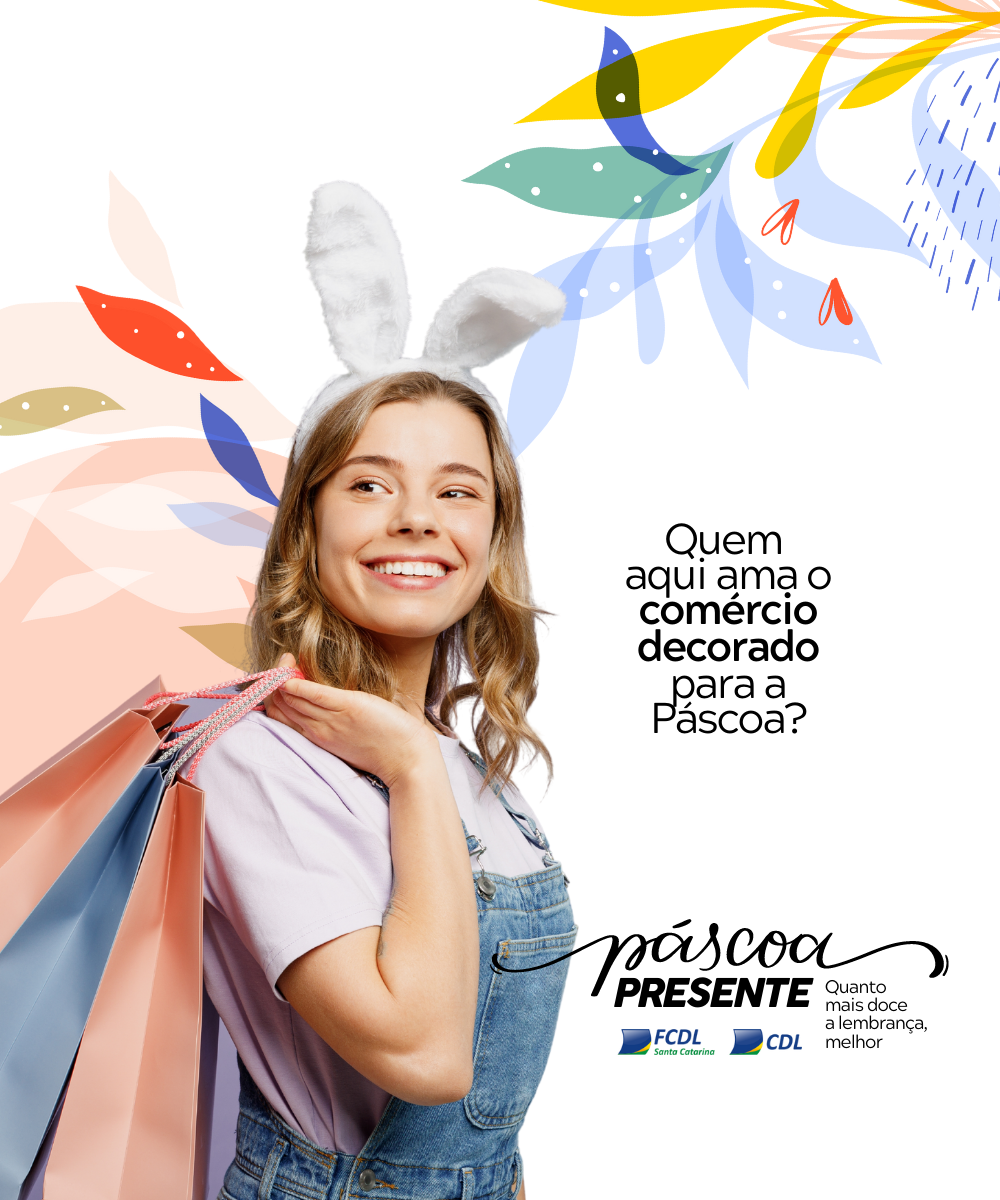 Quem
aqui ama o
comércio
decorado
para a
Páscoa?
páscoa
PRESENTE
Quanto
mais doce
a lembrança,
melhor
FCDL
Santa Catarina
CDL